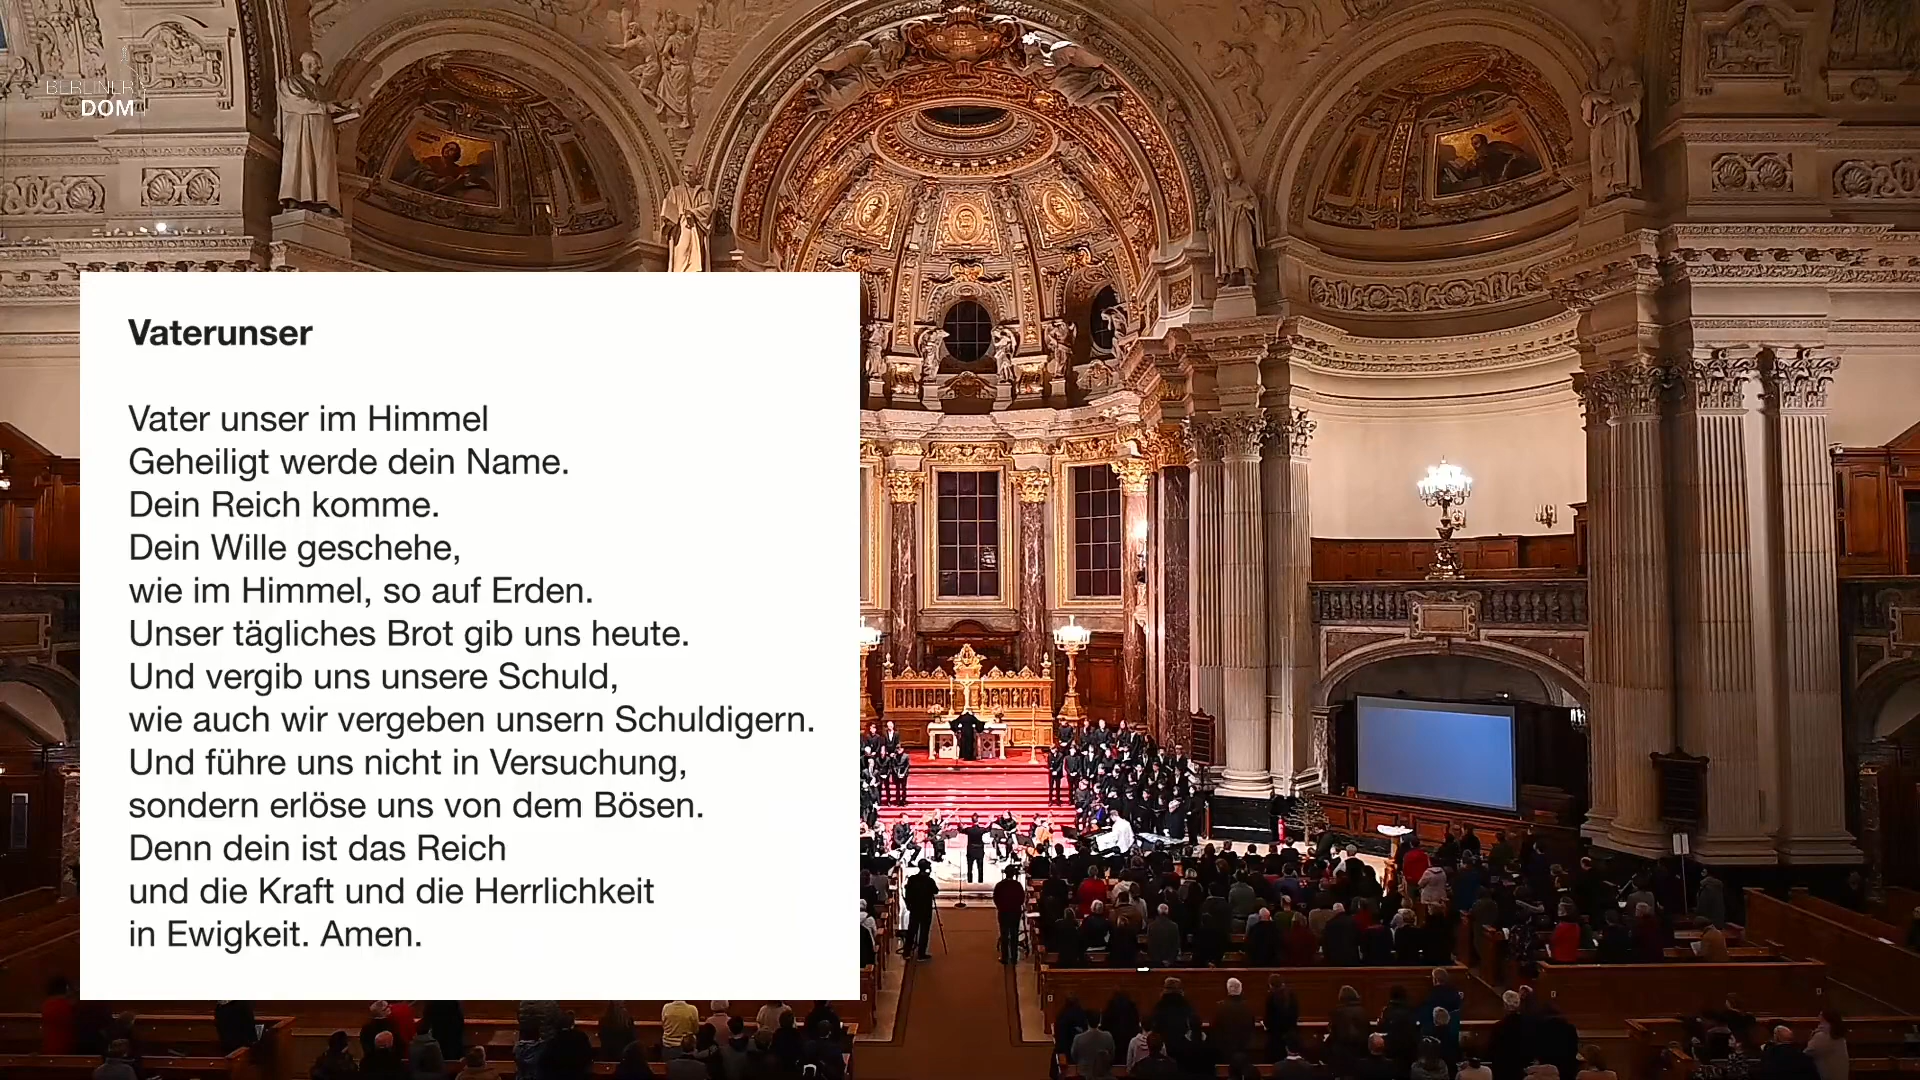 BERLINER
DOM
Vaterunser
Vater unser im Himmel
Geheiligt werde dein Name.
Dein Reich komme.
Dein Wille geschehe,
wie im Himmel, so auf Erden.
Unser tägliches Brot gib uns heute.
Und vergib uns unsere Schuld,
wie auch wir vergeben unsern Schuldigern.
Und führe uns nicht in Versuchung,
sondern erlöse uns von dem Bösen.
Denn dein ist das Reich
und die Kraft und die Herrlichkeit
in Ewigkeit. Amen.